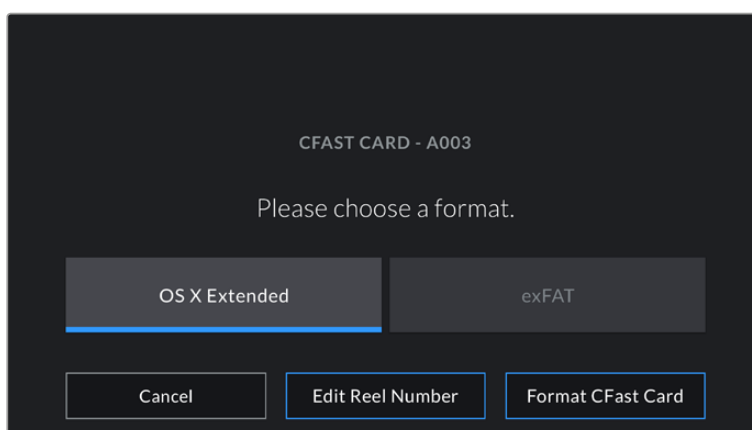 CFAST CARD - A003
Please choose a format.
OS X Extended exFAT
Cancel Edit Reel Number Format CFast Card